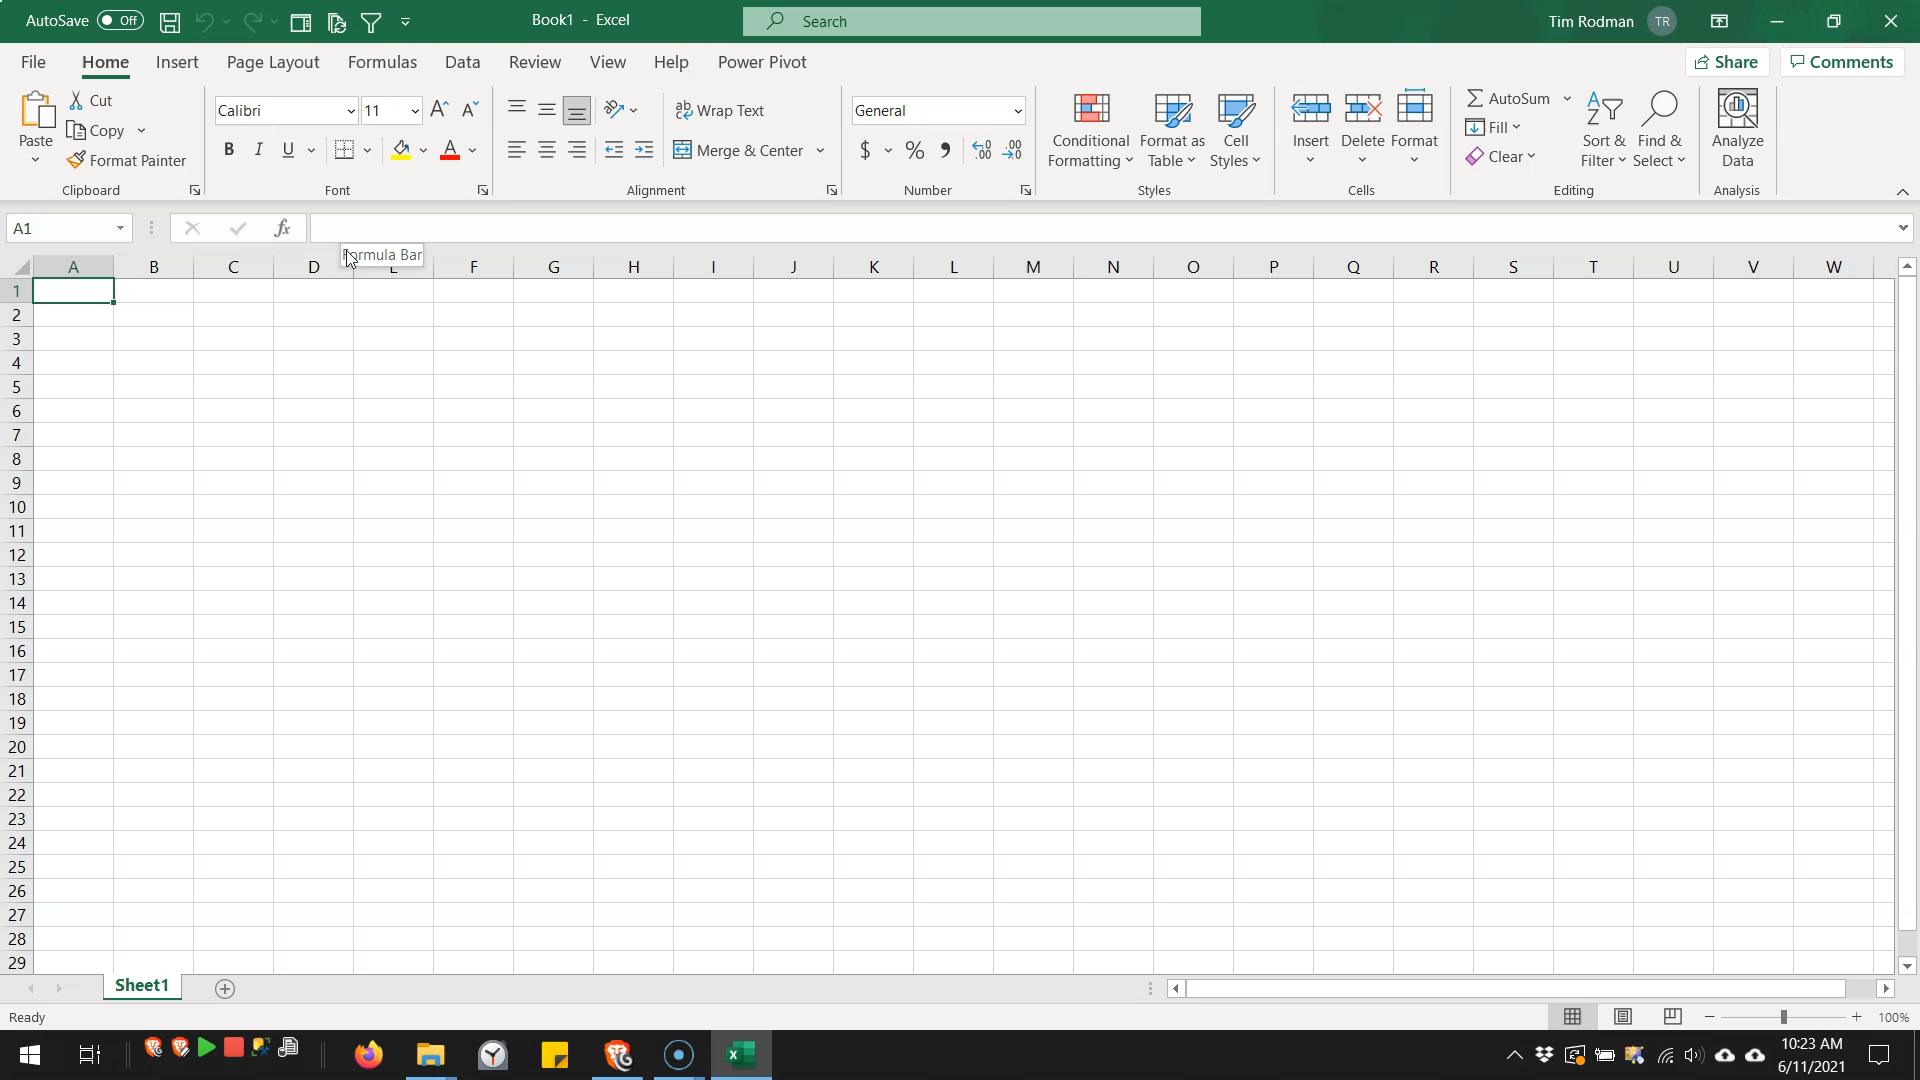 AutoSave Off
Book1 - Excel
Search
Tim Rodman TR
File Home Insert Page Layout Formulas Data Review View Help Power Pivot
Share Comments
Paste
Cut
Copy
Format Painter
Clipboard
Calibri 11
B I U A
Font
ab Wrap Text
Merge & Center
Alignment
General
$ % , .00 .00
Number
Conditional
Formatting
Format as
Table
Cell
Styles
Styles
Insert Delete Format
Cells
AutoSum
Fill
Clear
Sort &
Filter
Find &
Select
Editing
Analyze
Data
Analysis
A1 fx
Formula Bar
A B C D E F G H I J K L M N O P Q R S T U V W
1
2
3
4
5
6
7
8
9
10
11
12
13
14
15
16
17
18
19
20
21
22
23
24
25
26
27
28
29
Sheet1
Ready
100%
10:23 AM
6/11/2021